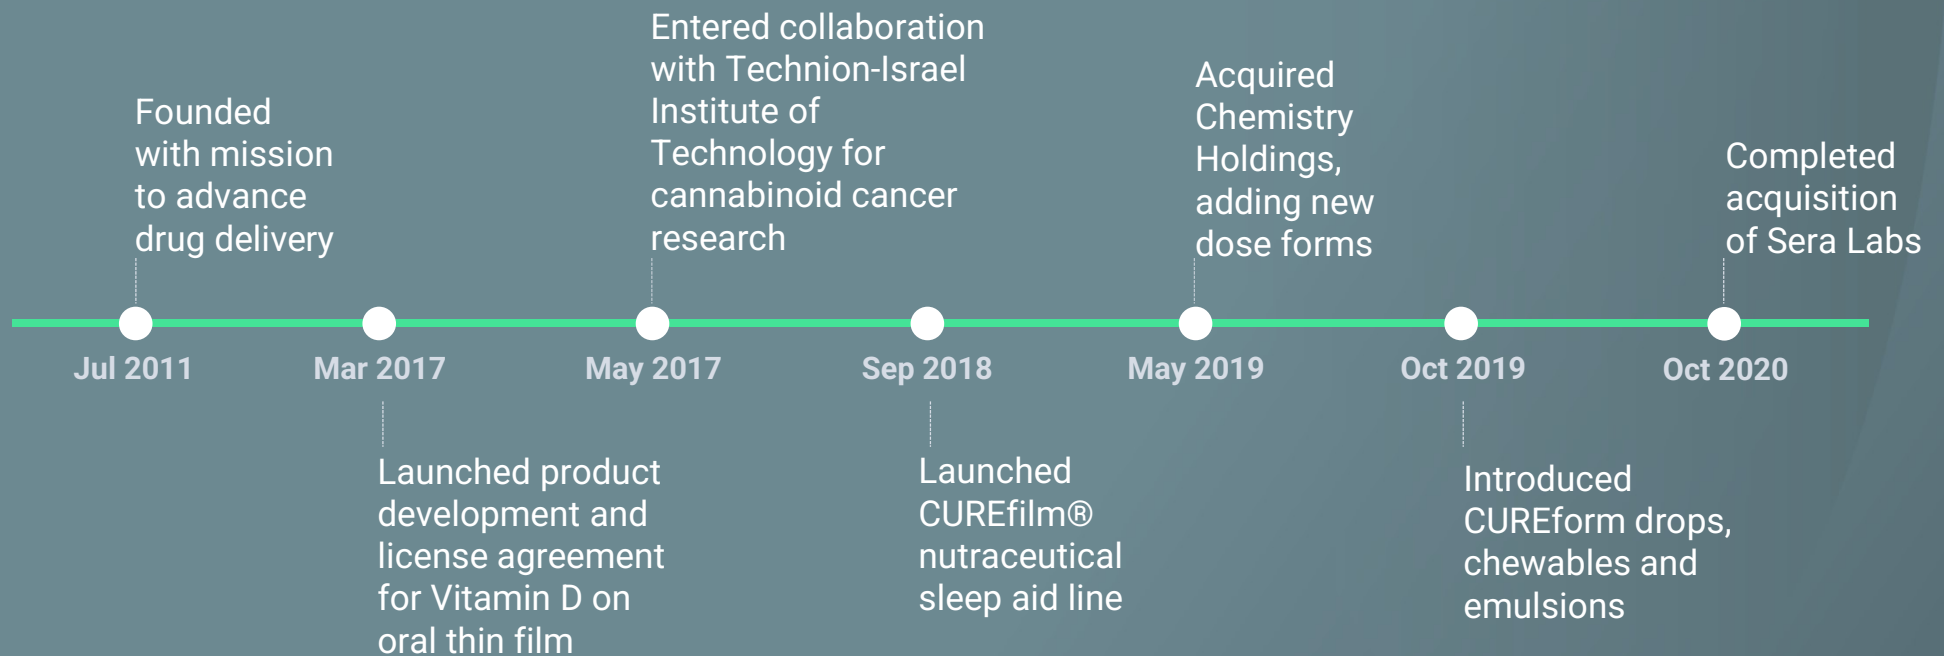 Founded
with mission
to advance
drug delivery
Entered collaboration
with Technion-Israel
Institute of
Technology for
cannabinoid cancer
research
Acquired
Chemistry
Holdings,
adding new
dose forms
Completed
acquisition
of Sera Labs
Jul 2011
Mar 2017
May 2017
Sep 2018
May 2019
Oct 2019
Oct 2020
Launched product
development and
license agreement
for Vitamin D on
oral thin film
Launched
CUREfilm®
nutraceutical
sleep aid line
Introduced
CUREform drops,
chewables and
emulsions